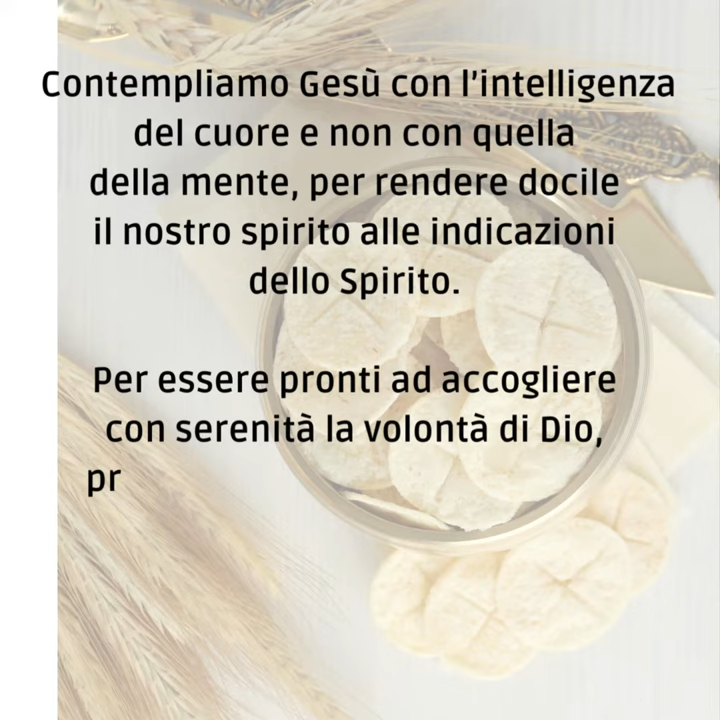 Contempliamo Gesù con l'intelligenza
del cuore e non con quella
della mente, per rendere docile
il nostro spirito alle indicazioni
dello Spirito.
Per essere pronti ad accogliere
con serenità la volontà di Dio,
pr